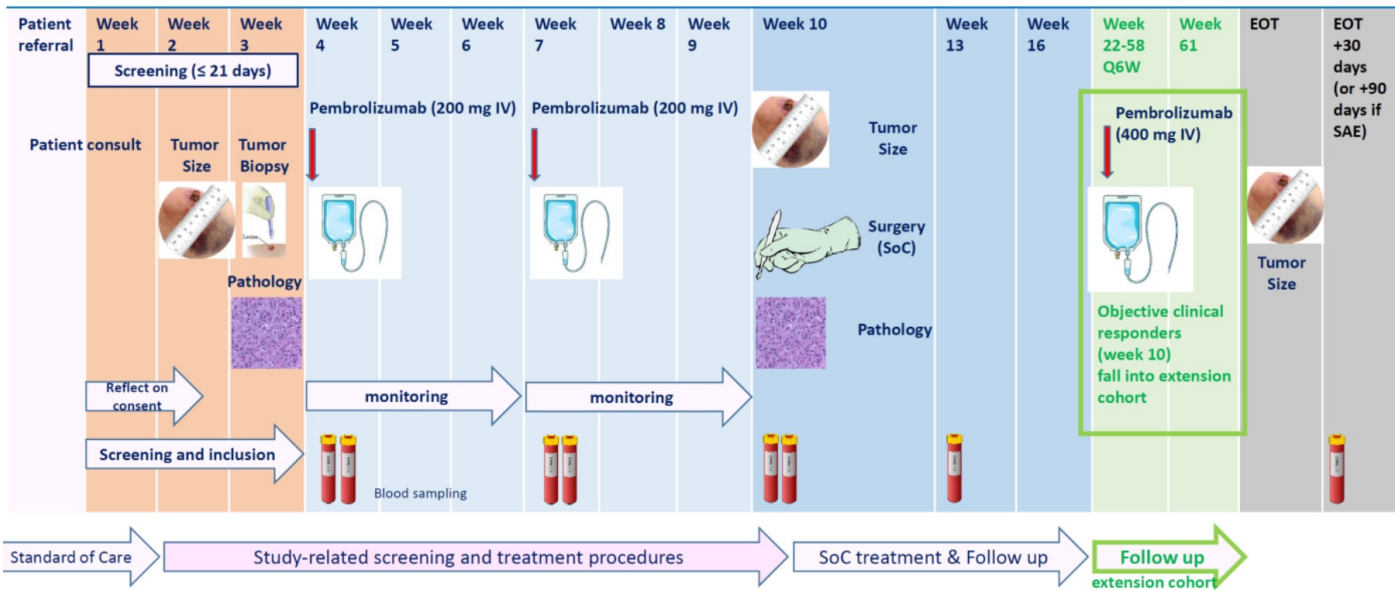 Patient
referral
Week
1
Week
2
Week
3
Week
4
Week
5
Week
6
Week
7
Week 8
Week
9
Week 10
Week
13
Week
16
Week
22-58
Q6W
Week
61
EOT
EOT
+30
days
(or +90
days if
SAE)
Screening (≤ 21 days)
Pembrolizumab (200 mg IV)
Pembrolizumab (200 mg IV)
Pembrolizumab
(400 mg IV)
Patient consult
Tumor
Size
Tumor
Biopsy
Tumor
Size
Surgery
(SoC)
Tumor
Size
Pathology
Pathology
Objective clinical
responders
(week 10)
fall into extension
cohort
Reflect on
consent
monitoring
monitoring
Screening and inclusion
Blood sampling
Standard of Care
Study-related screening and treatment procedures
SoC treatment & Follow up
Follow up
extension cohort